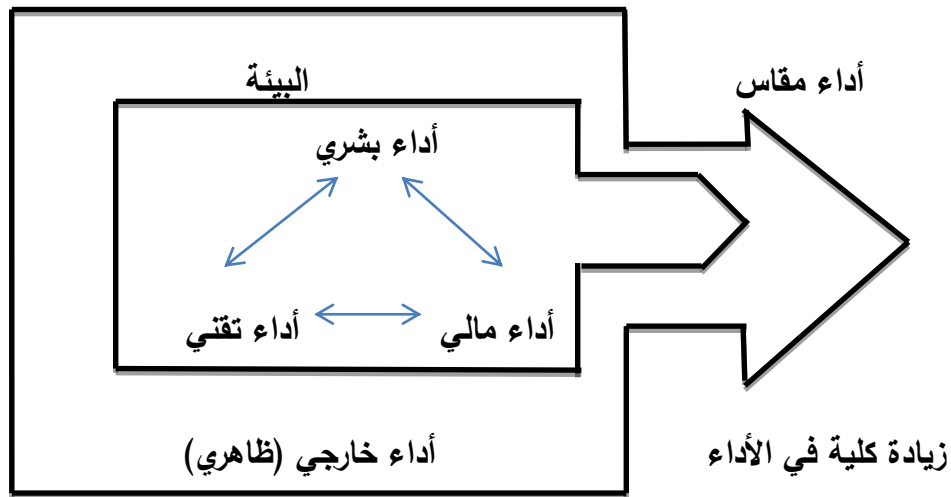 البيئة
أداء مقاس
أداء بشري
أداء مالي
أداء تقني
أداء خارجي (ظاهري)
زيادة كلية في الأداء